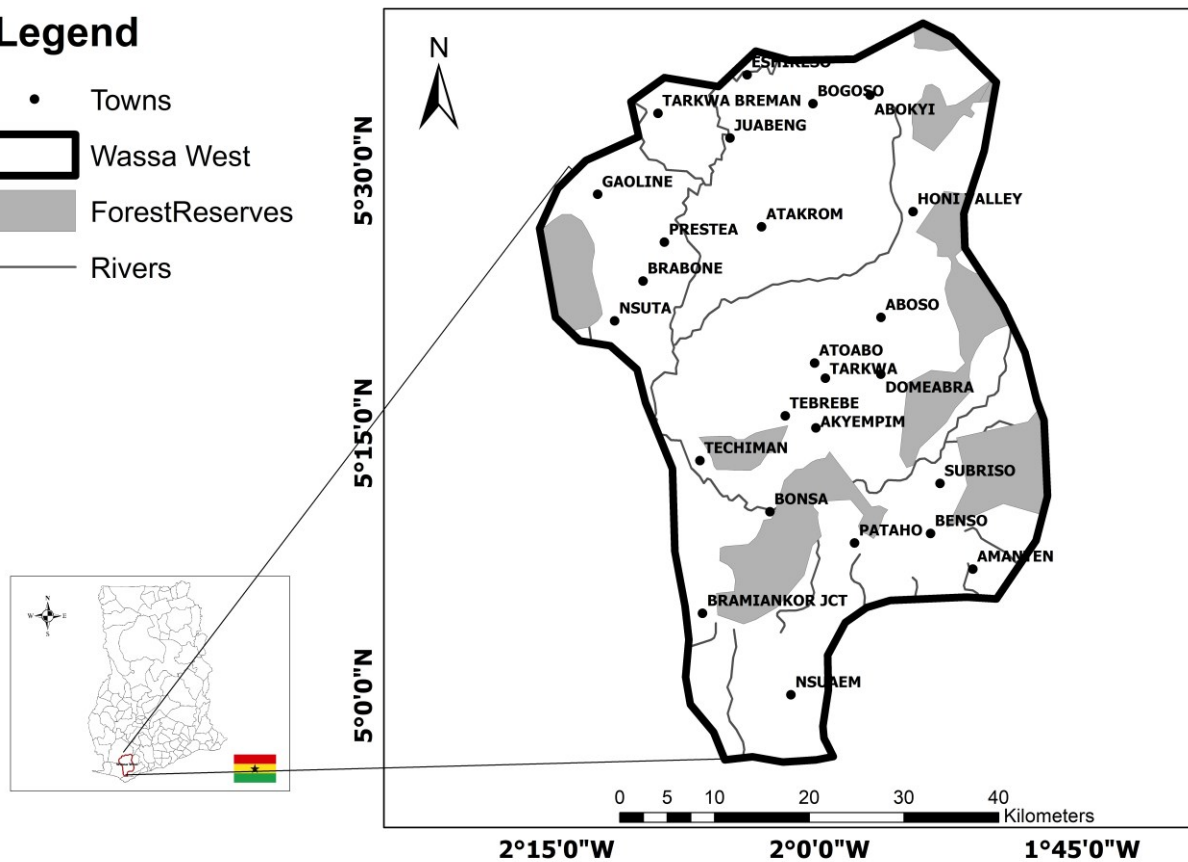 Legend
Towns
Wassa West
ForestReserves
Rivers
N
ESHIRESO
TARKWA BREMAN
BOGOSO
ABOKYI
JUABENG
GAOLINE
HONI VALLEY
ATAKROM
PRESTEA
BRABONE
NSUTA
ABOSO
ATOABO
TARKWA
DOMEABRA
TEBREBE
AKYEMPIM
TECHIMAN
SUBRISO
BONSA
BENSO
PATAHO
AMANTEN
BRAMIANKOR JCT
NSUAEM
5°30'0"N
5°15'0"N
5°0'0"N
N
W
E
S
0 5 10 20 30 40
Kilometers
2°15'0"W 2°0'0"W 1°45'0"W